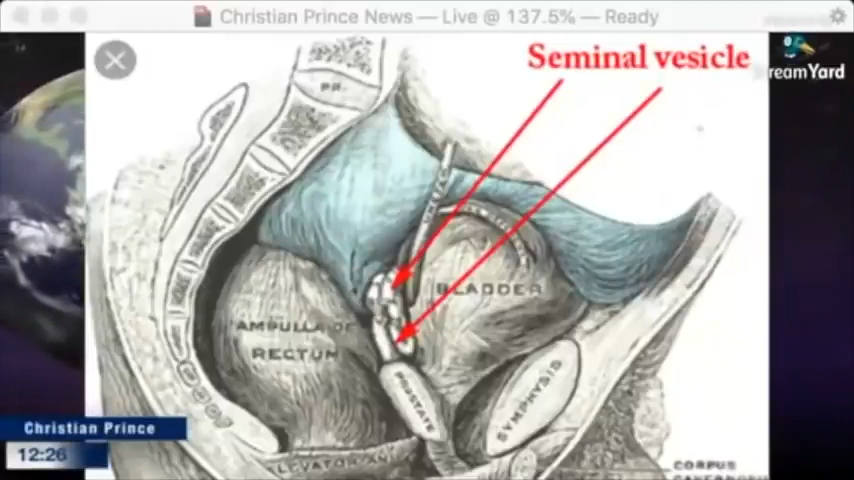 Christian Prince News — Live @ 137.5% — Ready
Seminal vesicle
reamYard
PR.
BLADDER
AMPULLA OF
RECTUM
PROSTATE
SYMPHYSIS
Christian Prince
12:26
LEVATOR ANI
CORPUS
CAVERNOSUM